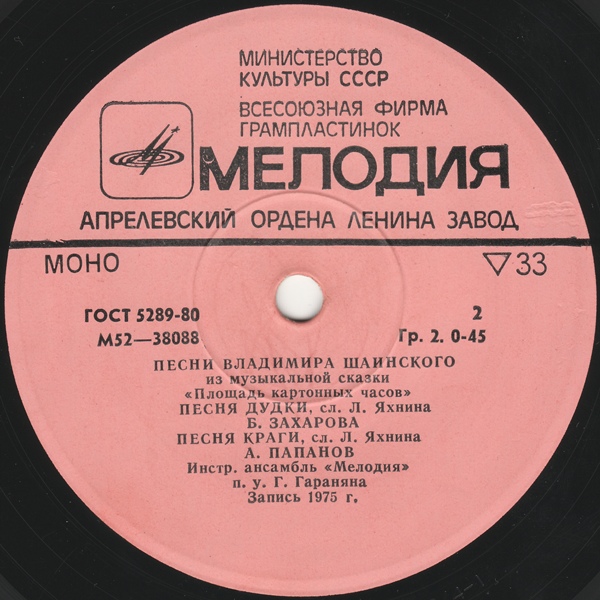 МИНИСТЕРСТВО
КУЛЬТУРЫ СССР
ВСЕСОЮЗНАЯ ФИРМА
ГРАМПЛАСТИНОК
МЕЛОДИЯ
АПРЕЛЕВСКИЙ ОРДЕНА ЛЕНИНА ЗАВОД
МОНО ▽33
ГОСТ 5289-80 2
М52—38088 Гр. 2. 0-45
ПЕСНИ ВЛАДИМИРА ШАИНСКОГО
из музыкальной сказки
«Площадь картонных часов»
ПЕСНЯ ДУДКИ, сл. Л. Яхнина
Б. ЗАХАРОВА
ПЕСНЯ КРАГИ, сл. Л. Яхнина
А. ПАПАНОВ
Инстр. ансамбль «Мелодия»
п. у. Г. Гараняна
Запись 1975 г.